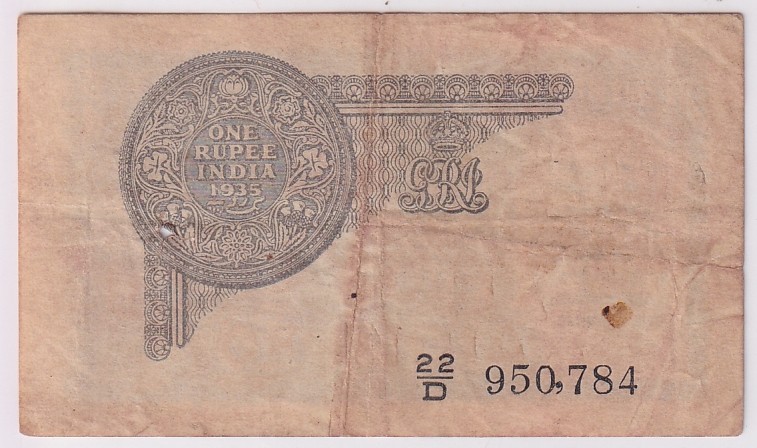 ONE
RUPEE
INDIA
1935
GRI
22/D 950,784